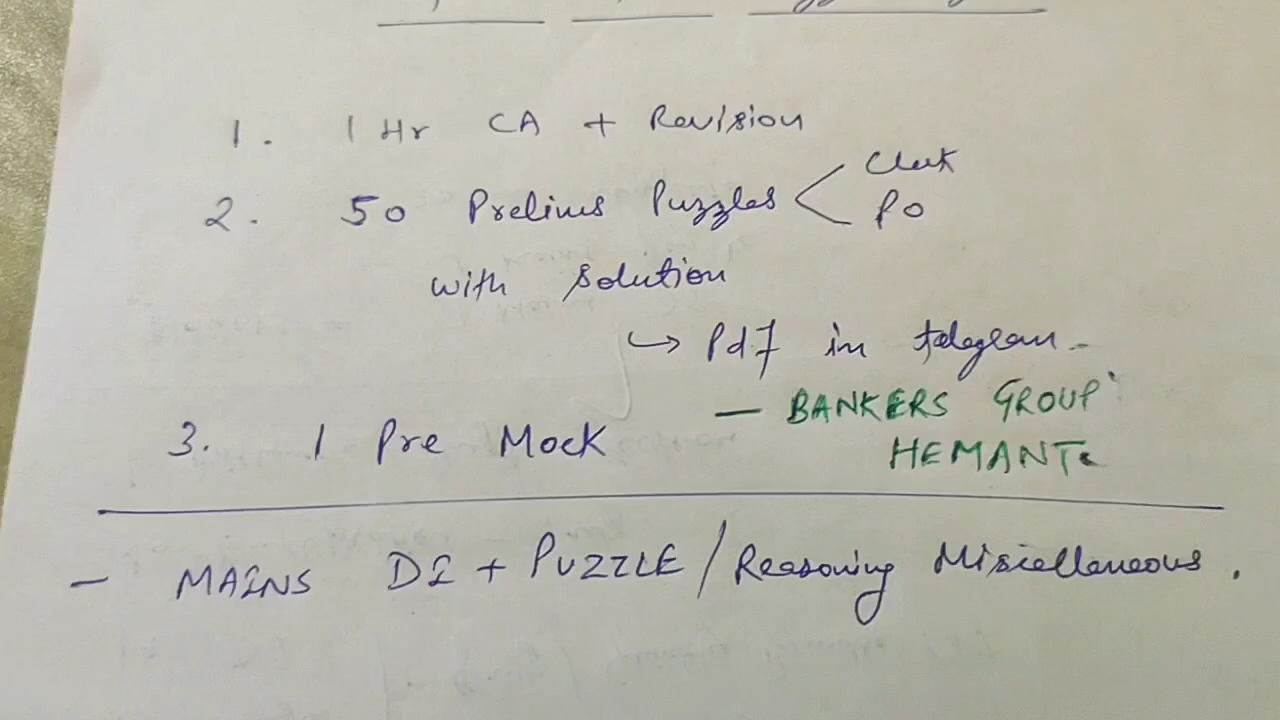 1. 1 Hr CA + Revision
2. 50 Prelims Puzzles < Clerk
PO
with solution
↪ Pdf in telegram -
— BANKERS GROUP
HEMANT
3. 1 Pre Mock
- MAINS DI + PUZZLE / Reasoning Misicellaneous .